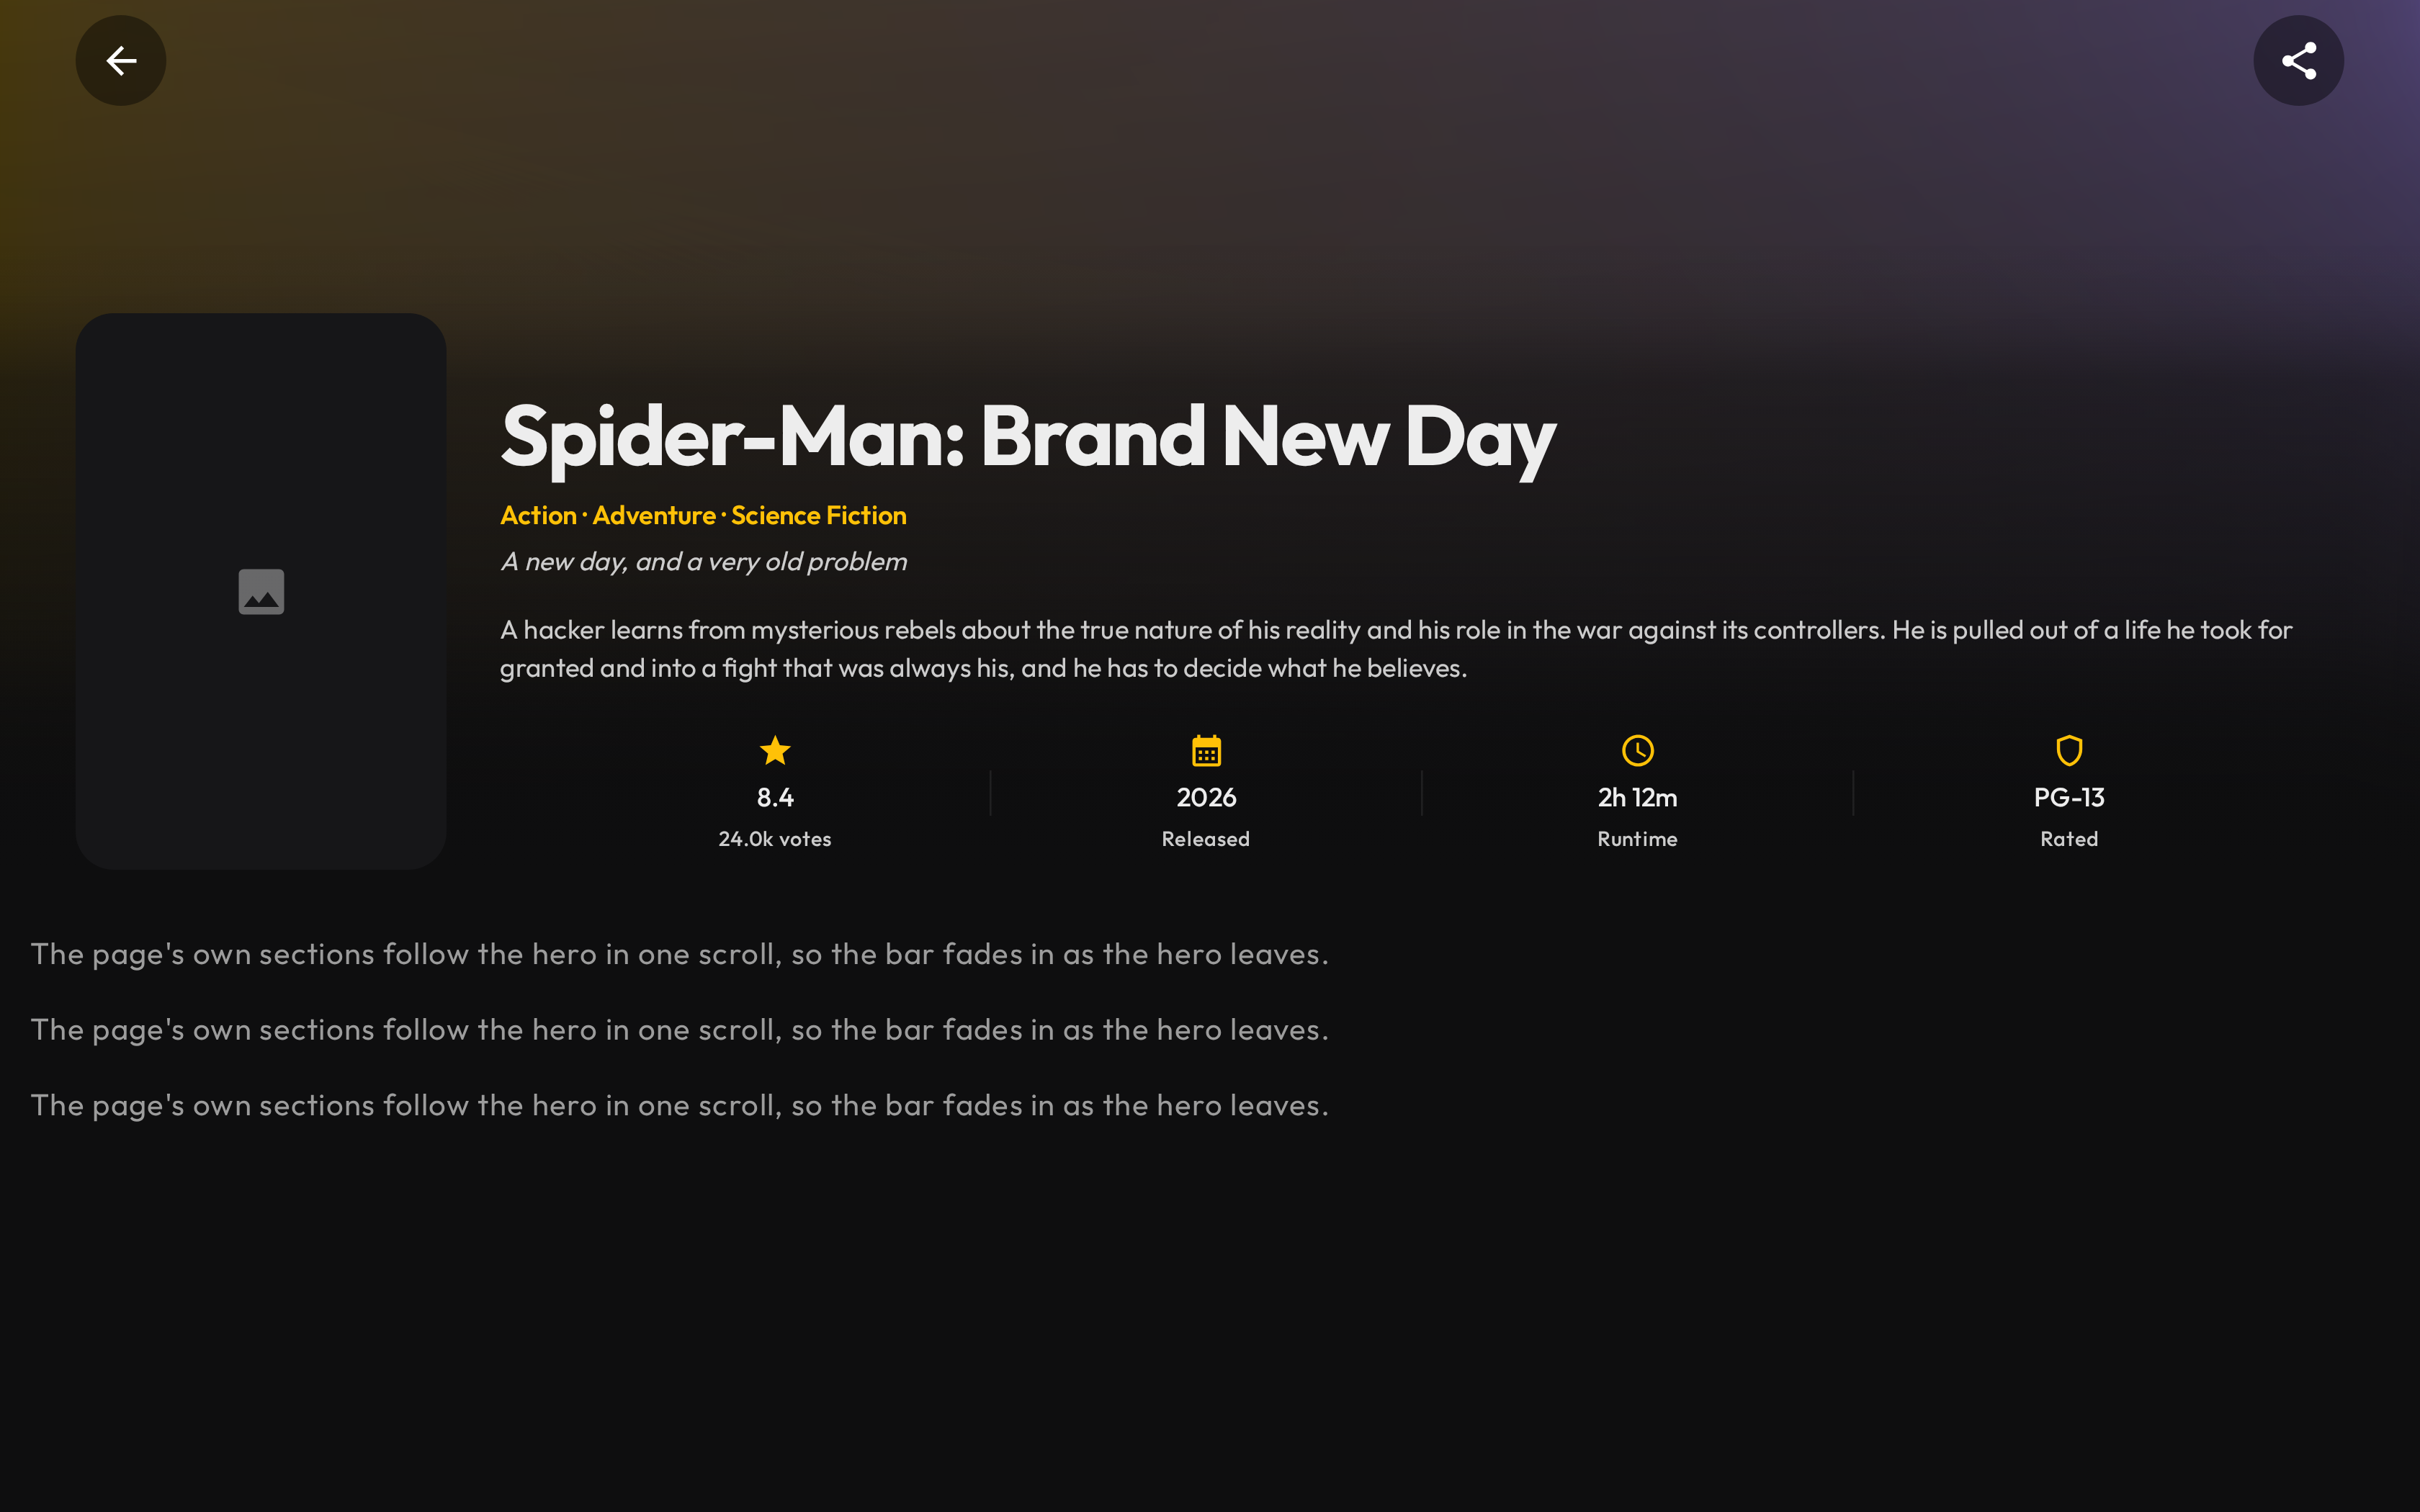 Spider-Man: Brand New Day
Action · Adventure · Science Fiction
A new day, and a very old problem
A hacker learns from mysterious rebels about the true nature of his reality and his role in the war against its controllers. He is pulled out of a life he took for
granted and into a fight that was always his, and he has to decide what he believes.
8.4
24.0k votes
2026
Released
2h 12m
Runtime
PG-13
Rated
The page's own sections follow the hero in one scroll, so the bar fades in as the hero leaves.
The page's own sections follow the hero in one scroll, so the bar fades in as the hero leaves.
The page's own sections follow the hero in one scroll, so the bar fades in as the hero leaves.